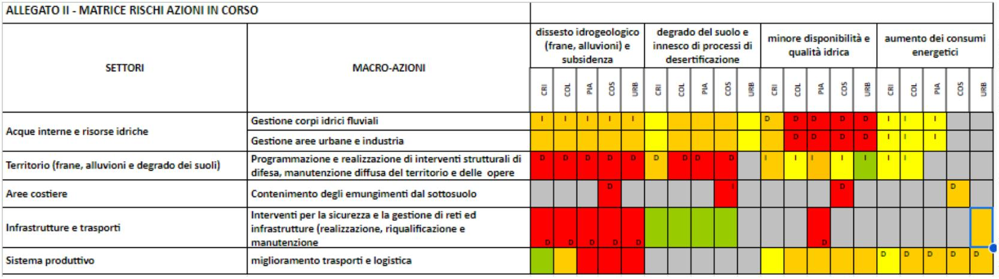 ALLEGATO II - MATRICE RISCHI AZIONI IN CORSO
SETTORI
MACRO-AZIONI
dissesto idrogeologico
(frane, alluvioni) e
subsidenza
degrado del suolo e
innesco di processi di
desertificazione
minore disponibilità e
qualità idrica
aumento dei consumi
energetici
CRI COL PIA COS URB CRI COL PIA COS URB CRI COL PIA COS URB CRI COL PIA COS URB
Acque interne e risorse idriche
Gestione corpi idrici fluviali
I I I I I D D D D D I I I
Gestione aree urbane e industria
D D D D I I I
Territorio (frane, alluvioni e degrado dei suoli)
Programmazione e realizzazione di interventi strutturali di
difesa, manutenzione diffusa del territorio e delle opere
D D D D D D D D D I I I I I I I
Aree costiere
Contenimento degli emungimenti dal sottosuolo
D I D D
Infrastrutture e trasporti
Interventi per la sicurezza e la gestione di reti ed
infrastrutture (realizzazione, riqualificazione e
manutenzione
D D D D D D
Sistema produttivo
miglioramento trasporti e logistica
D D D D D